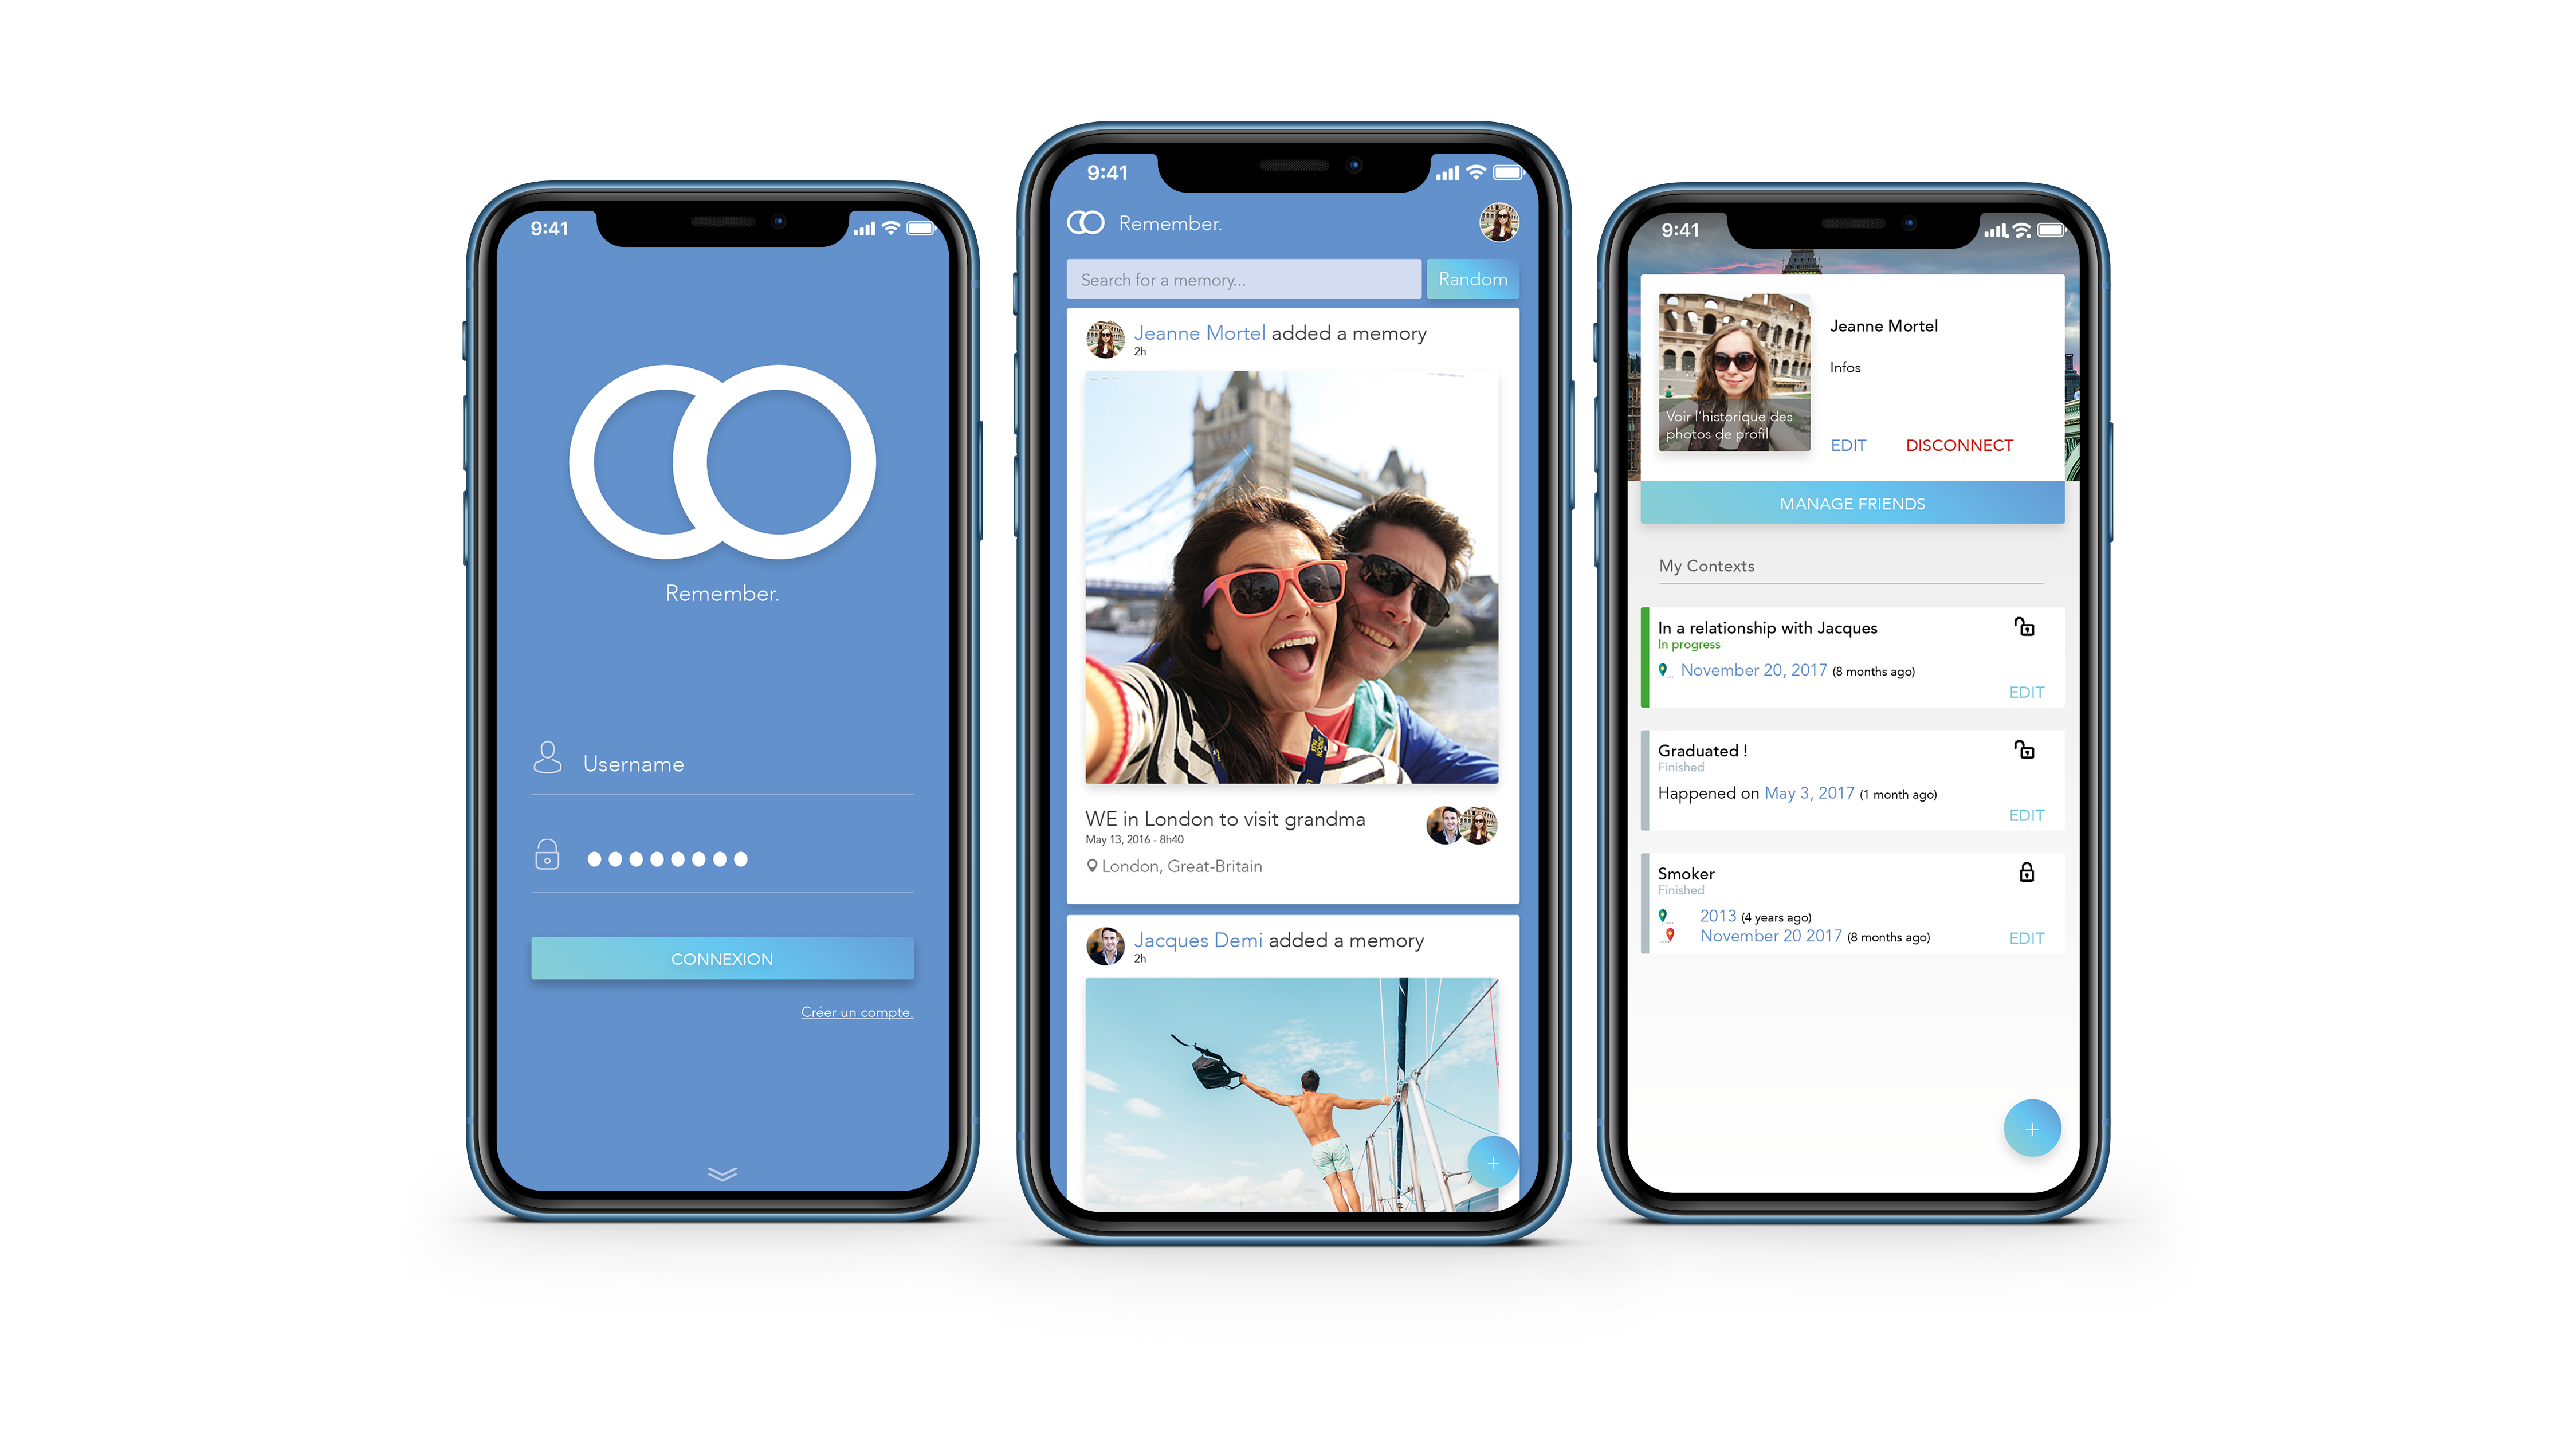 9:41
Remember.
Username
CONNEXION
Créer un compte.
9:41
Remember.
Search for a memory...
Random
Jeanne Mortel added a memory
2h
WE in London to visit grandma
May 13, 2016 - 8h40
London, Great-Britain
Jacques Demi added a memory
2h
+
9:41
Jeanne Mortel
Infos
Voir l'historique des
photos de profil
EDIT
DISCONNECT
MANAGE FRIENDS
My Contexts
In a relationship with Jacques
In progress
November 20, 2017 (8 months ago)
EDIT
Graduated !
Finished
Happened on May 3, 2017 (1 month ago)
EDIT
Smoker
Finished
2013 (4 years ago)
November 20 2017 (8 months ago)
EDIT
+